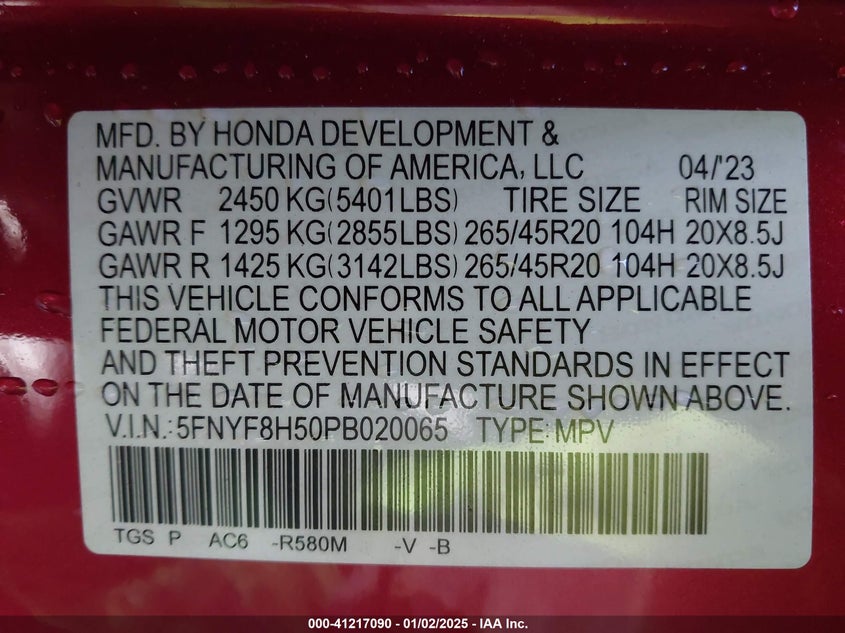 MFD. BY HONDA DEVELOPMENT &
MANUFACTURING OF AMERICA, LLC 04/'23
GVWR 2450 KG(5401LBS) TIRE SIZE RIM SIZE
GAWR F 1295 KG(2855LBS) 265/45R20 104H 20X8.5J
GAWR R 1425 KG(3142LBS) 265/45R20 104H 20X8.5J
THIS VEHICLE CONFORMS TO ALL APPLICABLE
FEDERAL MOTOR VEHICLE SAFETY
AND THEFT PREVENTION STANDARDS IN EFFECT
ON THE DATE OF MANUFACTURE SHOWN ABOVE.
V.I.N.:5FNYF8H50PB020065 TYPE: MPV
TGS P AC6 -R580M -V -B
000-41217090 - 01/02/2025 - IAA Inc.